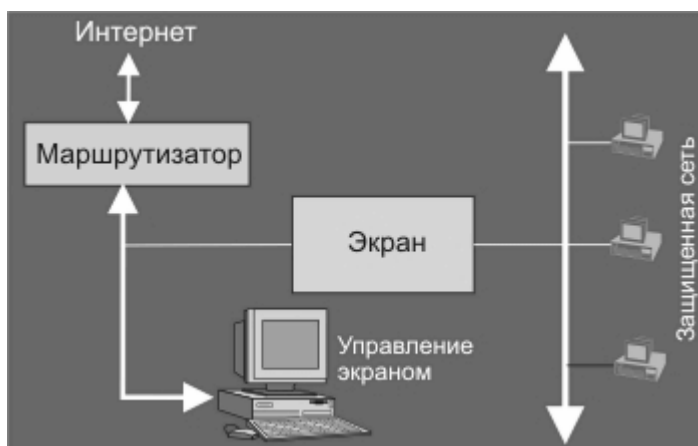 Интернет
Маршрутизатор
Экран
Управление
экраном
Защищенная сеть